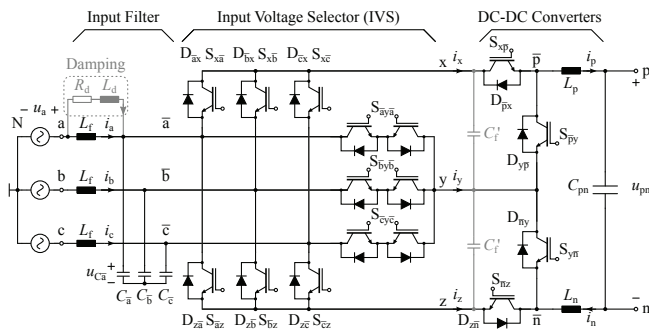 Input Filter
Input Voltage Selector (IVS)
DC-DC Converters
Damping
D_āx S_xā D_b̄x S_xb̄ D_c̄x S_xc̄
x i_x S_xp̄ p̄ i_p p
D_p̄x L_p +
R_d L_d
− u_a +
N a L_f i_a ā
S_āyā
C_f' D_yp̄ S_p̄y
b L_f i_b b̄
S_b̄yb̄
y i_y
C_pn u_pn
c L_f i_c c̄
S_c̄yc̄
D_n̄y S_yn̄
C_f'
u_Cā + −
C_ā C_b̄ C_c̄
S_n̄z
z i_z n̄ L_n i_n n −
D_zā S_āz D_zb̄ S_b̄z D_zc̄ S_c̄z
D_zn̄